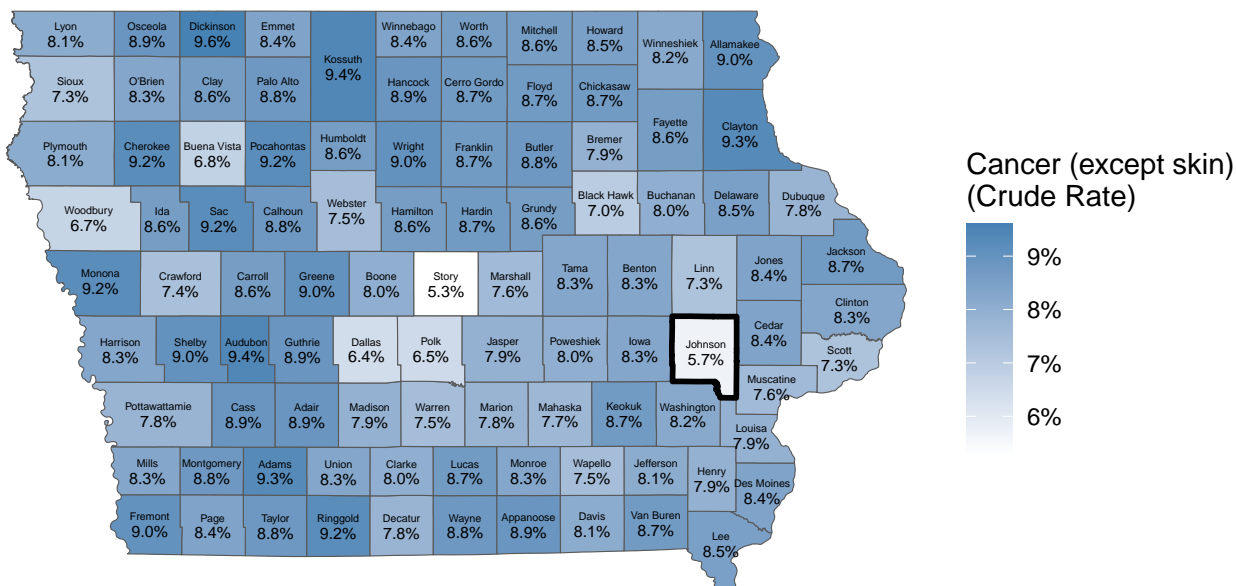 Lyon
8.1%
Osceola
8.9%
Dickinson
9.6%
Emmet
8.4%
Kossuth
9.4%
Winnebago
8.4%
Worth
8.6%
Mitchell
8.6%
Howard
8.5%
Winneshiek
8.2%
Allamakee
9.0%
Sioux
7.3%
O'Brien
8.3%
Clay
8.6%
Palo Alto
8.8%
Hancock
8.9%
Cerro Gordo
8.7%
Floyd
8.7%
Chickasaw
8.7%
Fayette
8.6%
Clayton
9.3%
Plymouth
8.1%
Cherokee
9.2%
Buena Vista
6.8%
Pocahontas
9.2%
Humboldt
8.6%
Wright
9.0%
Franklin
8.7%
Butler
8.8%
Bremer
7.9%
Woodbury
6.7%
Ida
8.6%
Sac
9.2%
Calhoun
8.8%
Webster
7.5%
Hamilton
8.6%
Hardin
8.7%
Grundy
8.6%
Black Hawk
7.0%
Buchanan
8.0%
Delaware
8.5%
Dubuque
7.8%
Monona
9.2%
Crawford
7.4%
Carroll
8.6%
Greene
9.0%
Boone
8.0%
Story
5.3%
Marshall
7.6%
Tama
8.3%
Benton
8.3%
Linn
7.3%
Jones
8.4%
Jackson
8.7%
Clinton
8.3%
Harrison
8.3%
Shelby
9.0%
Audubon
9.4%
Guthrie
8.9%
Dallas
6.4%
Polk
6.5%
Jasper
7.9%
Poweshiek
8.0%
Iowa
8.3%
Johnson
5.7%
Cedar
8.4%
Scott
7.3%
Muscatine
7.6%
Pottawattamie
7.8%
Cass
8.9%
Adair
8.9%
Madison
7.9%
Warren
7.5%
Marion
7.8%
Mahaska
7.7%
Keokuk
8.7%
Washington
8.2%
Louisa
7.9%
Mills
8.3%
Montgomery
8.8%
Adams
9.3%
Union
8.3%
Clarke
8.0%
Lucas
8.7%
Monroe
8.3%
Wapello
7.5%
Jefferson
8.1%
Henry
7.9%
Des Moines
8.4%
Fremont
9.0%
Page
8.4%
Taylor
8.8%
Ringgold
9.2%
Decatur
7.8%
Wayne
8.8%
Appanoose
8.9%
Davis
8.1%
Van Buren
8.7%
Lee
8.5%
Cancer (except skin)
(Crude Rate)
9%
8%
7%
6%